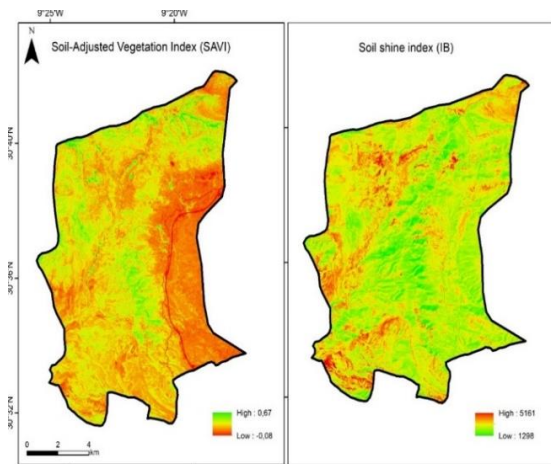 9°25'W
9°20'W
N
Soil-Adjusted Vegetation Index (SAVI)
Soil shine index (IB)
30°40'N
30°36'N
30°32'N
High : 0,67
Low : -0,08
High : 5161
Low : 1298
0 2 4
km